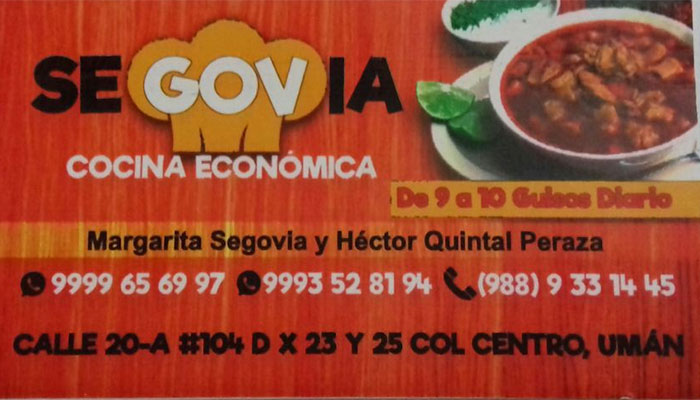 SEGOVIA
COCINA ECONÓMICA
De 9 a 10 Guisos Diario
Margarita Segovia y Héctor Quintal Peraza
9999 65 69 97 9993 52 81 94 (988) 9 33 14 45
CALLE 20-A #104 D X 23 Y 25 COL CENTRO, UMÁN